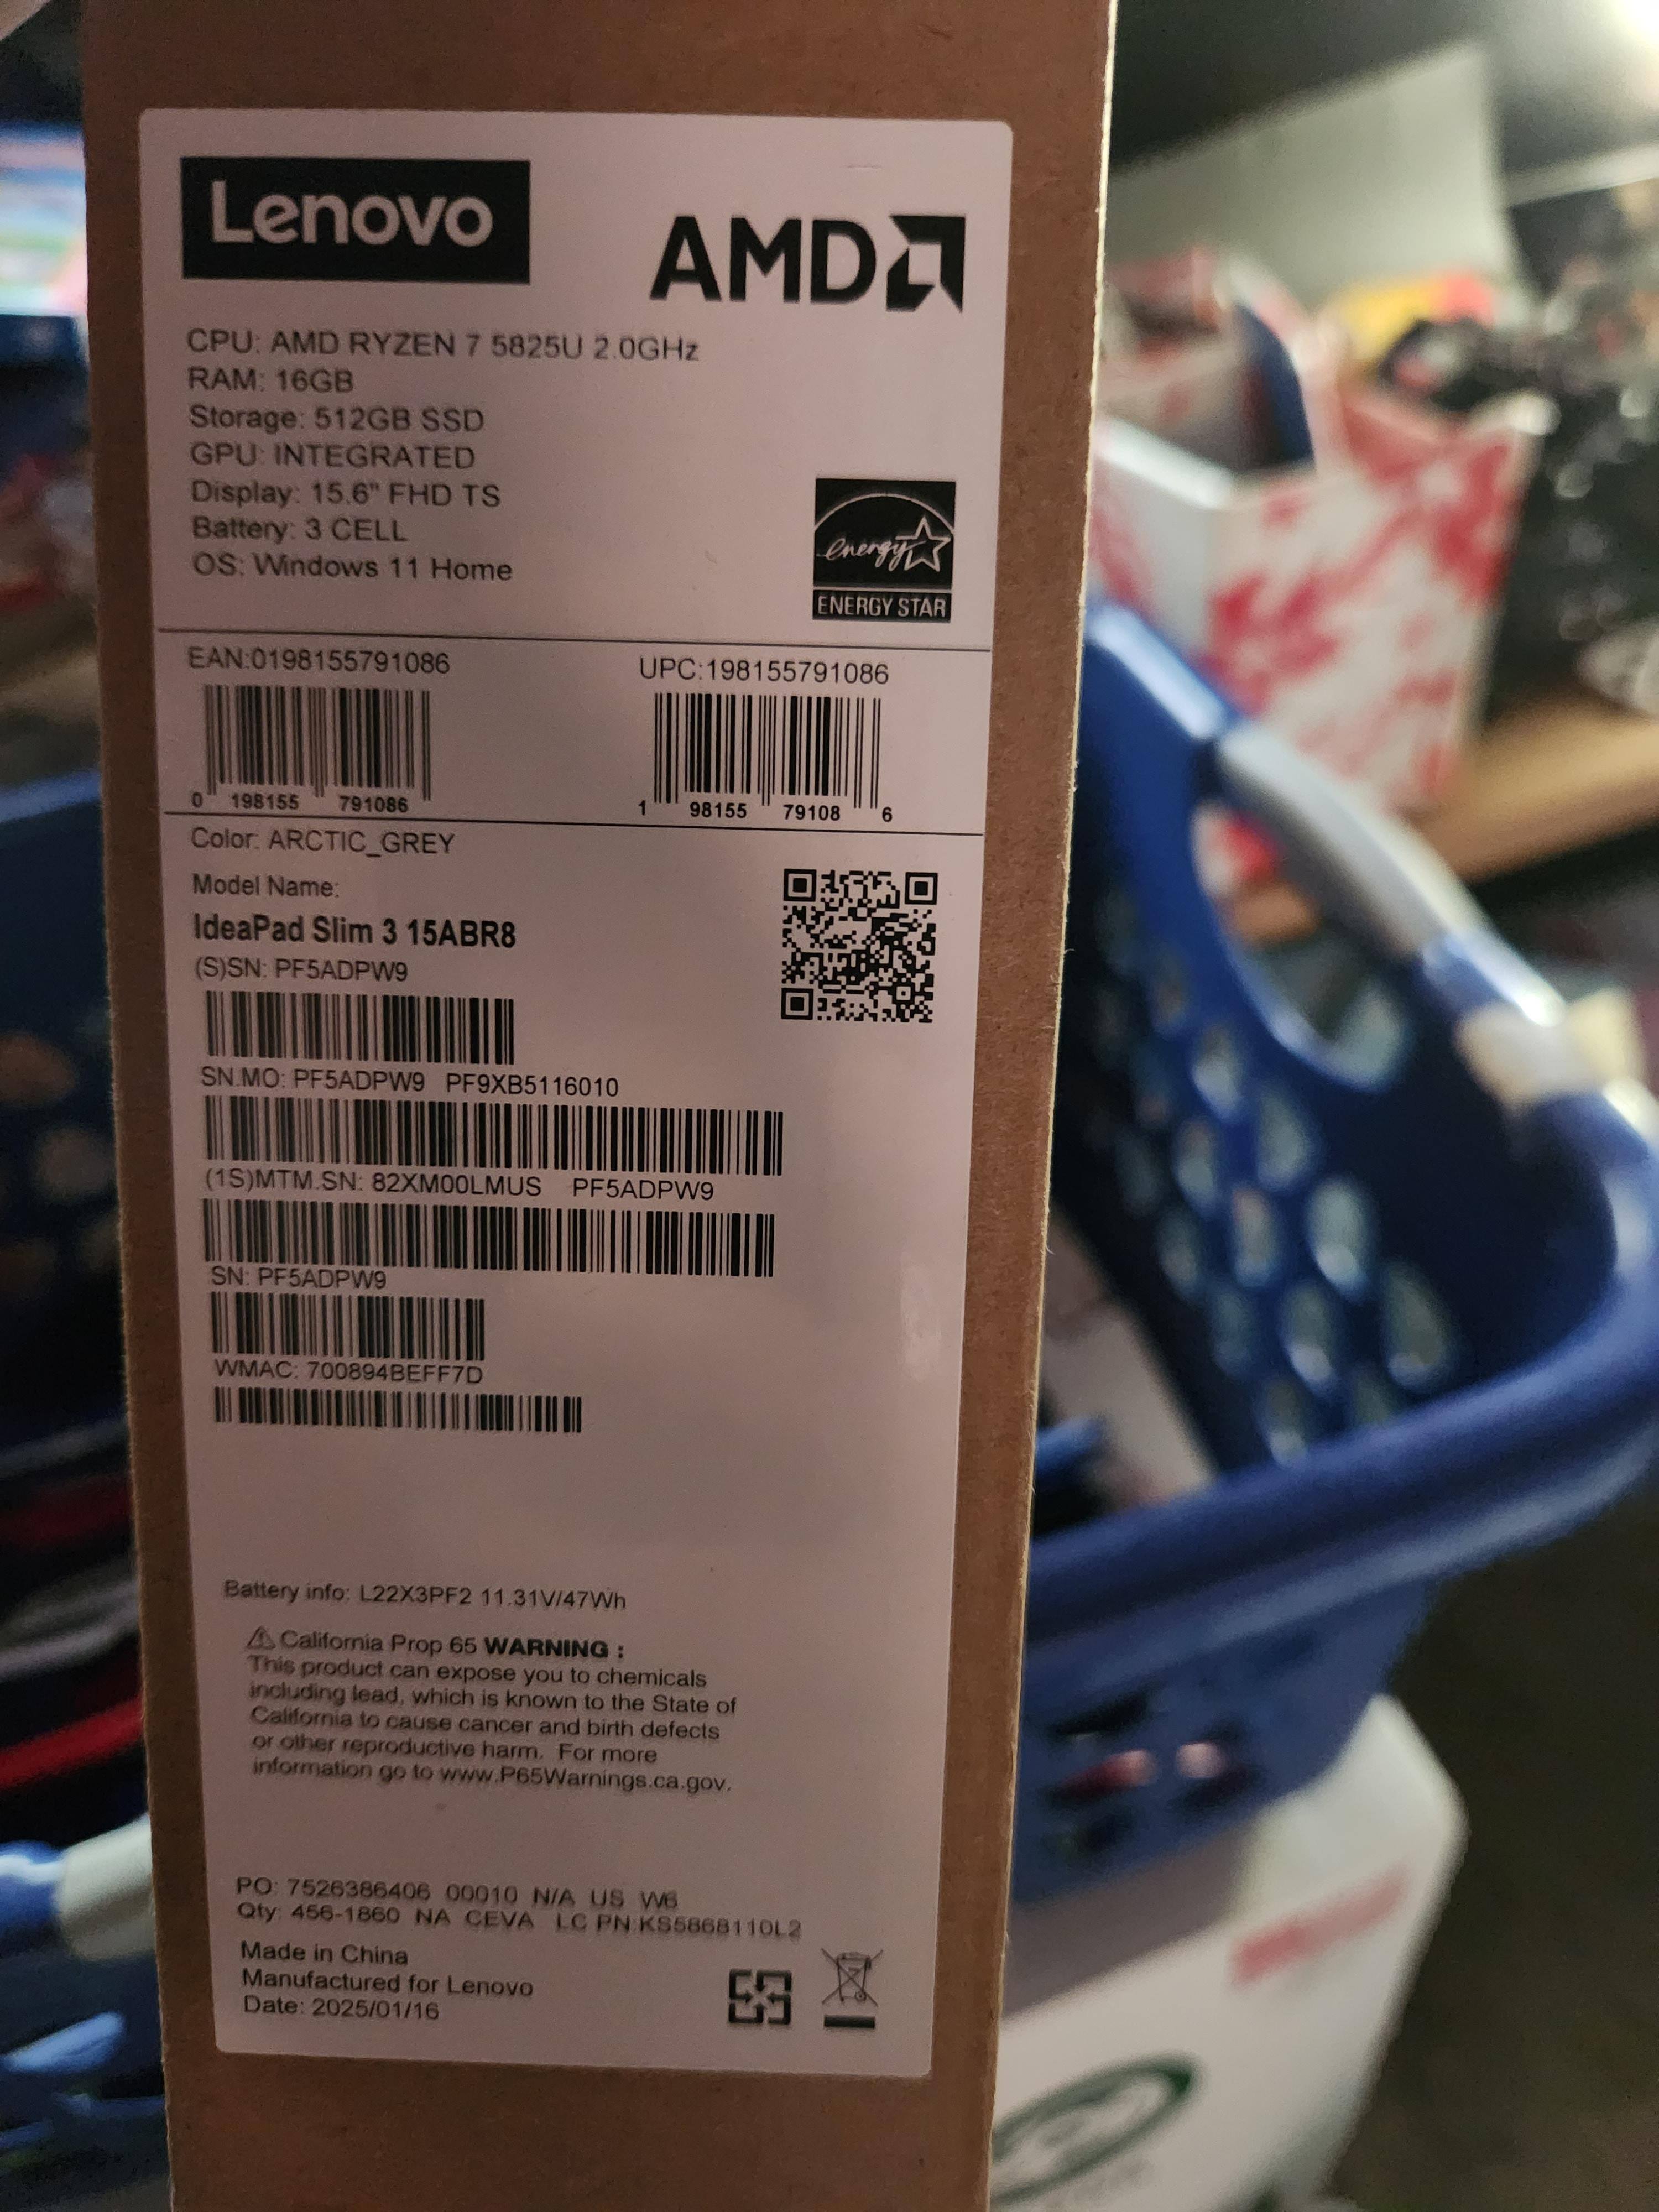 Lenovo
AMD
CPU: AMD RYZEN 7 5825U 2.0GHz
RAM: 16GB
Storage: 512GB SSD
GPU: INTEGRATED
Display: 15.6" FHD TS
Battery: 3 CELL
OS: Windows 11 Home
energy
ENERGY STAR
EAN:0198155791086 UPC:198155791086
0 198155 791086 1 98155 79108 6
Color: ARCTIC_GREY
Model Name:
IdeaPad Slim 3 15ABR8
(S)SN: PF5ADPW9
SN.MO: PF5ADPW9 PF9XB5116010
(1S)MTM.SN: 82XM00LMUS PF5ADPW9
SN: PF5ADPW9
WMAC: 700894BEFF7D
Battery info: L22X3PF2 11.31V/47Wh
⚠ California Prop 65 WARNING :
This product can expose you to chemicals
including lead, which is known to the State of
California to cause cancer and birth defects
or other reproductive harm. For more
information go to www.P65Warnings.ca.gov.
PO: 7526386406 00010 N/A US W6
Qty: 456-1860 NA CEVA LC PN:KS5868110L2
Made in China
Manufactured for Lenovo
Date: 2025/01/16